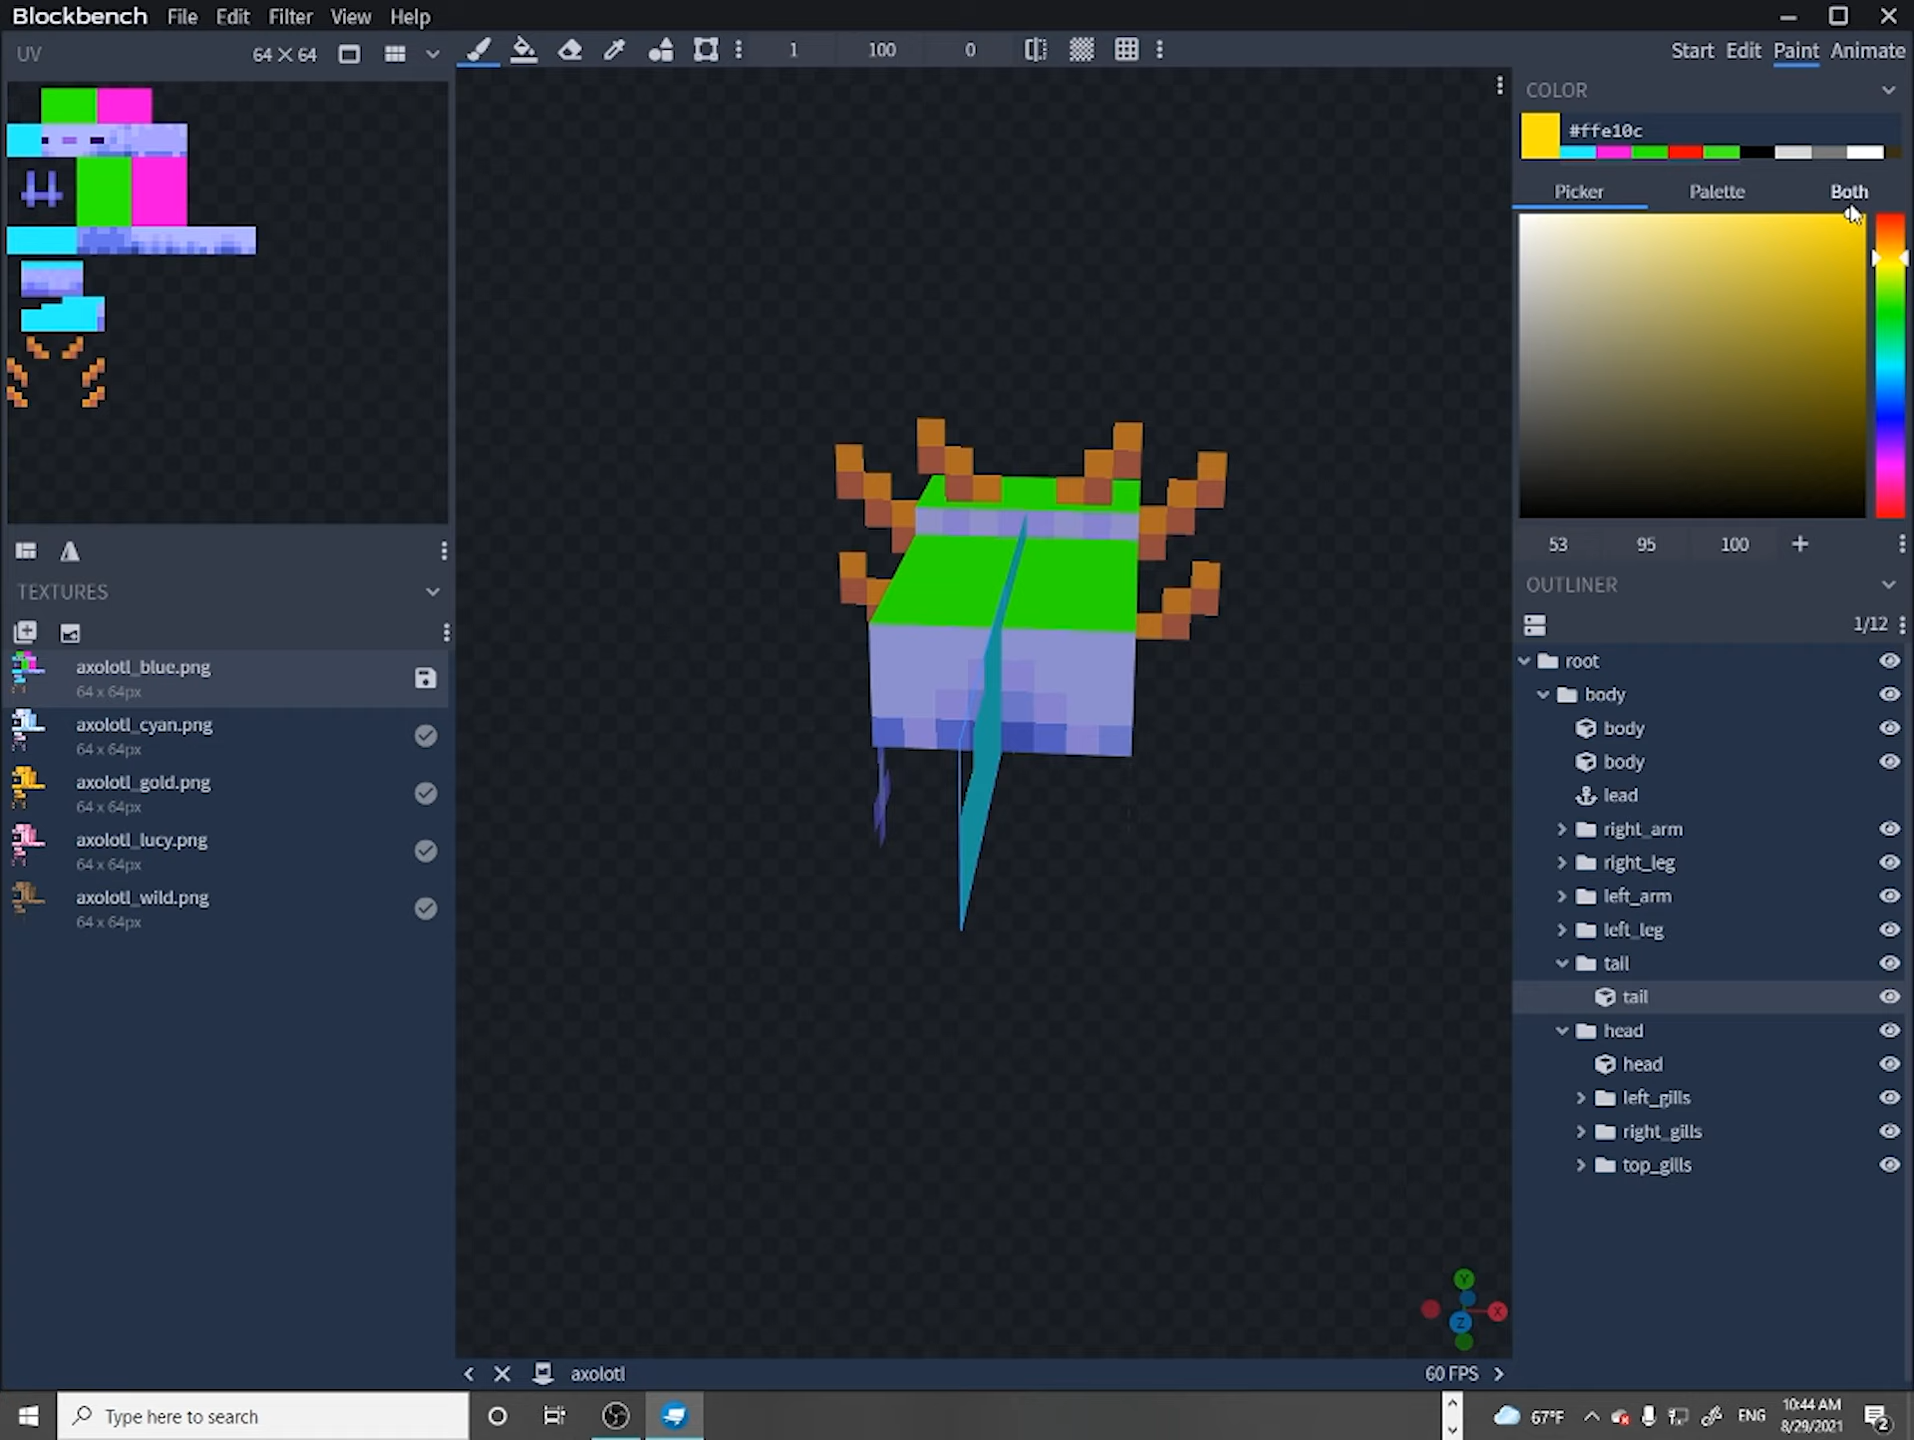 Blockbench File Edit Filter View Help
UV 64 × 64
1 100 0
Start Edit Paint Animate
COLOR
#ffe10c
Picker Palette Both
53 95 100 +
TEXTURES
axolotl_blue.png
64 x 64px
axolotl_cyan.png
64 x 64px
axolotl_gold.png
64 x 64px
axolotl_lucy.png
64 x 64px
axolotl_wild.png
64 x 64px
OUTLINER
1/12
root
body
body
body
lead
right_arm
right_leg
left_arm
left_leg
tail
tail
head
head
left_gills
right_gills
top_gills
Y
X
Z
axolotl 60 FPS
Type here to search
67°F ENG 10:44 AM
8/29/2021
2